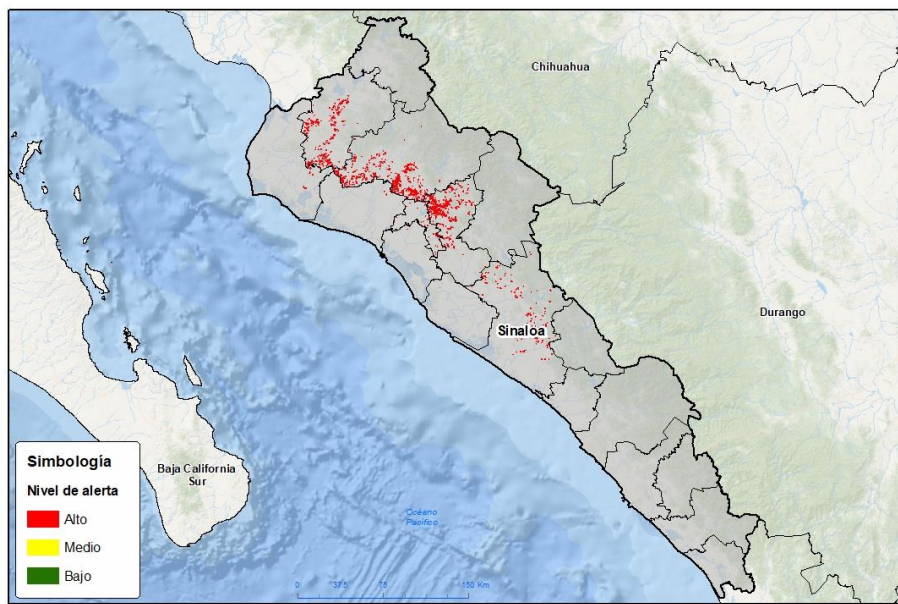 Chihuahua
Durango
Sinaloa
Simbología
Nivel de alerta
Alto
Medio
Bajo
Baja California
Sur
Océano
Pacífico
0 37.5 75 150 Km